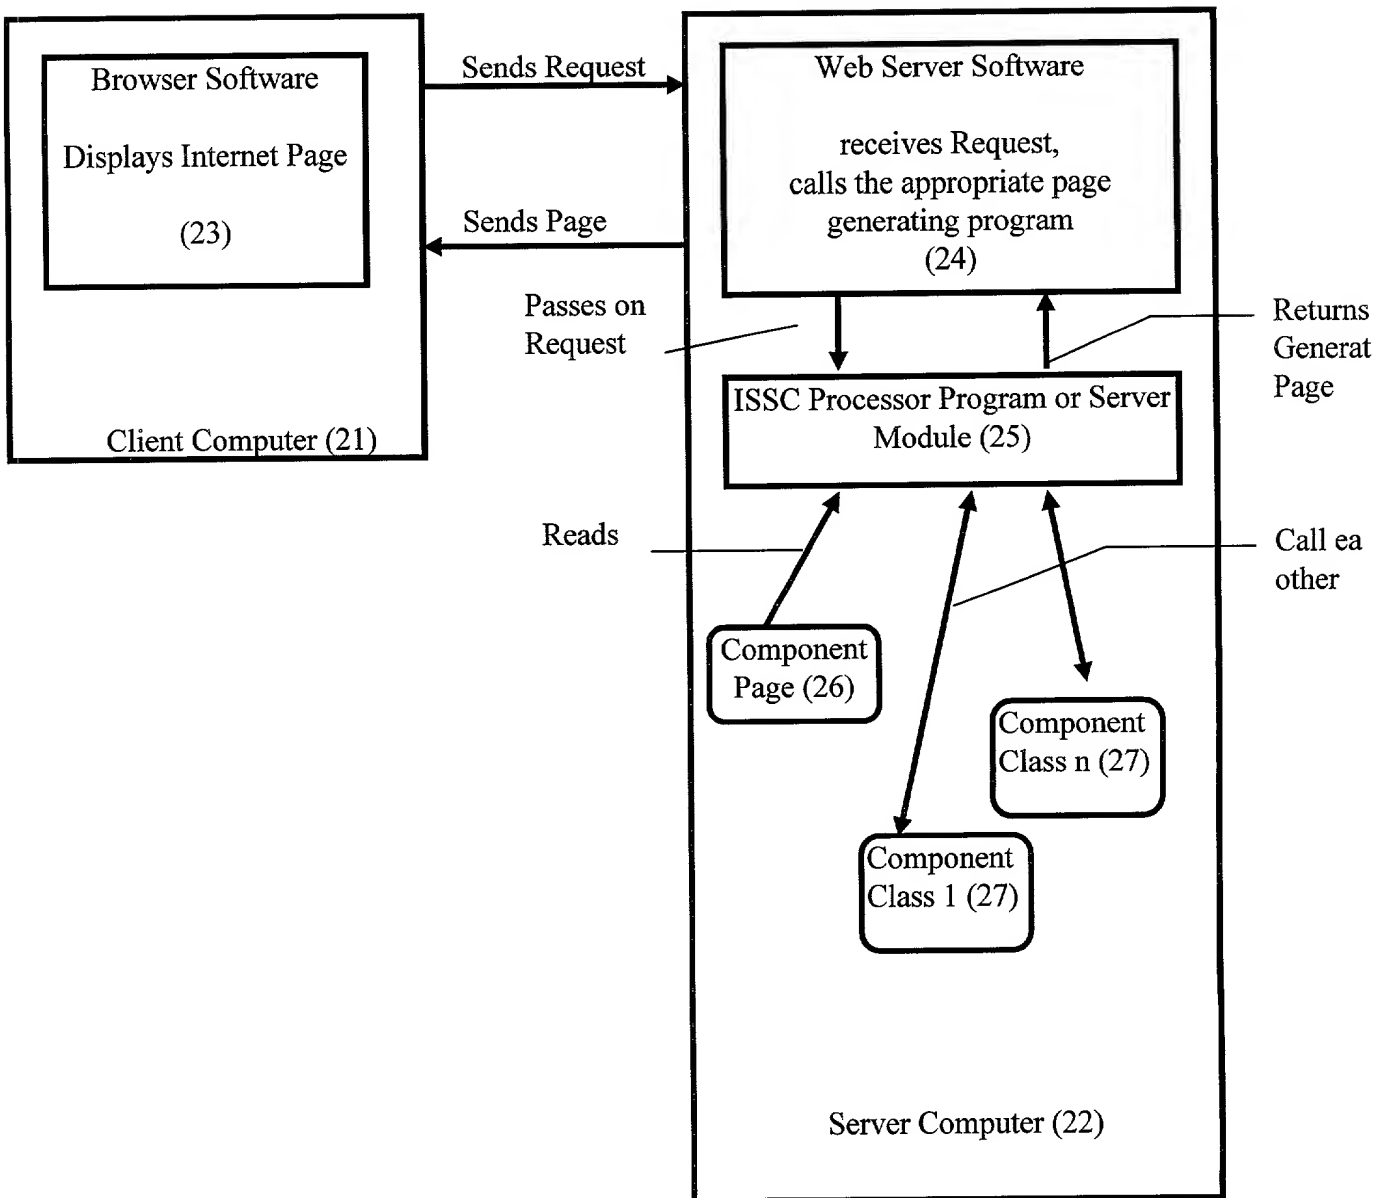 Browser Software
Displays Internet Page
(23)
Client Computer (21)
Sends Request
Sends Page
Web Server Software
receives Request,
calls the appropriate page
generating program
(24)
Passes on
Request
Returns
Generat
Page
ISSC Processor Program or Server
Module (25)
Reads
Call ea
other
Component
Page (26)
Component
Class n (27)
Component
Class 1 (27)
Server Computer (22)